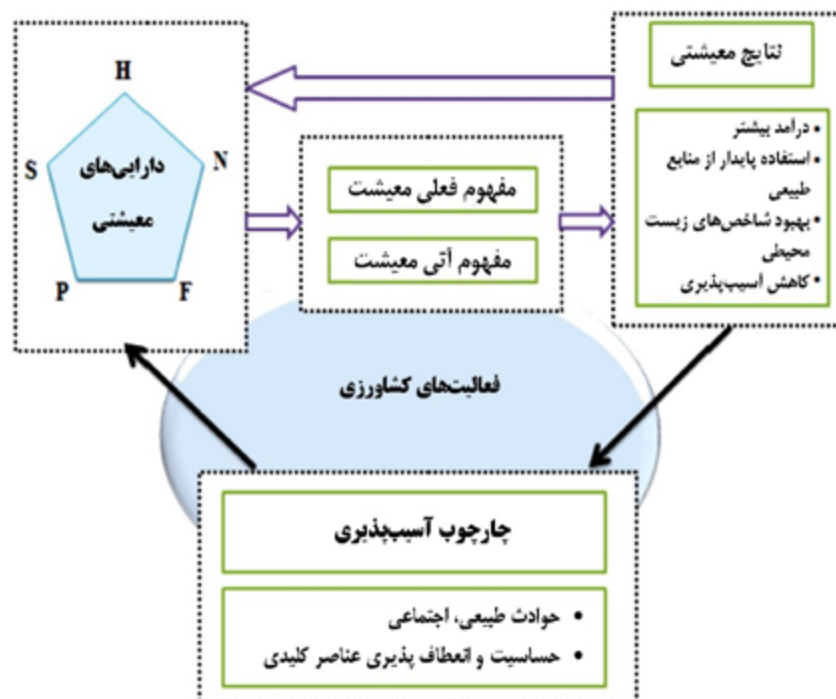 نتایج معیشتی
• درآمد بیشتر
• استفاده پایدار از منابع
طبیعی
• بهبود شاخص‌های زیست
محیطی
• کاهش آسیب‌پذیری
مفهوم فعلی معیشت
مفهوم آتی معیشت
H
S
N
دارایی‌های
معیشتی
P
F
فعالیت‌های کشاورزی
چارچوب آسیب‌پذیری
• حوادث طبیعی، اجتماعی
• حساسیت و انعطاف پذیری عناصر کلیدی